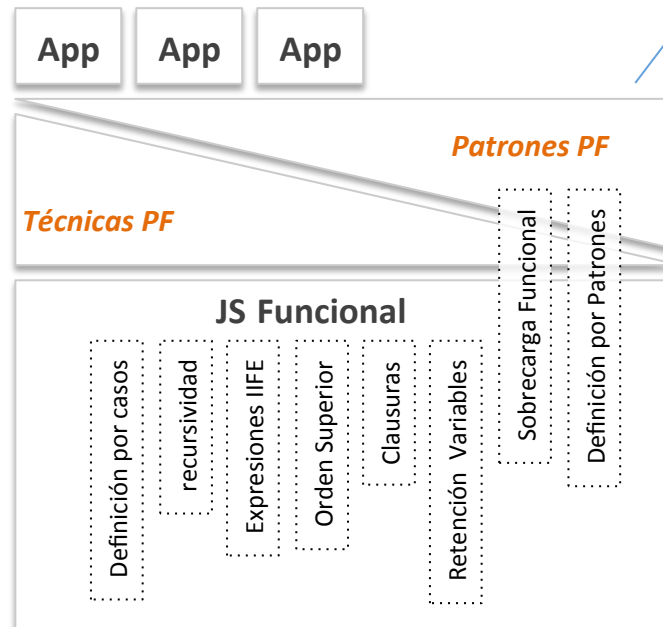 App
App
App
Patrones PF
Técnicas PF
JS Funcional
Definición por casos
recursividad
Expresiones IIFE
Orden Superior
Clausuras
Retención Variables
Sobrecarga Funcional
Definición por Patrones